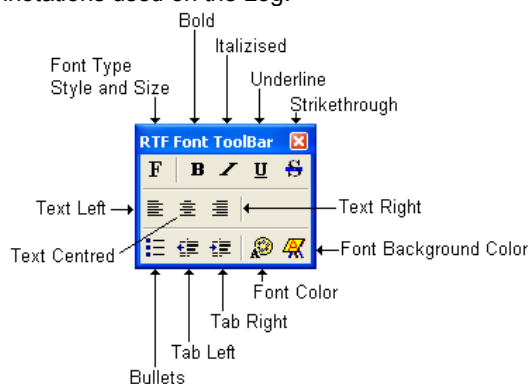 nnotations used on the Log.
Bold
Italizised
Font Type
Style and Size
Underline
Strikethrough
RTF Font ToolBar
F B I U S
Text Left
Text Right
Text Centred
Font Background Color
Font Color
Tab Right
Tab Left
Bullets